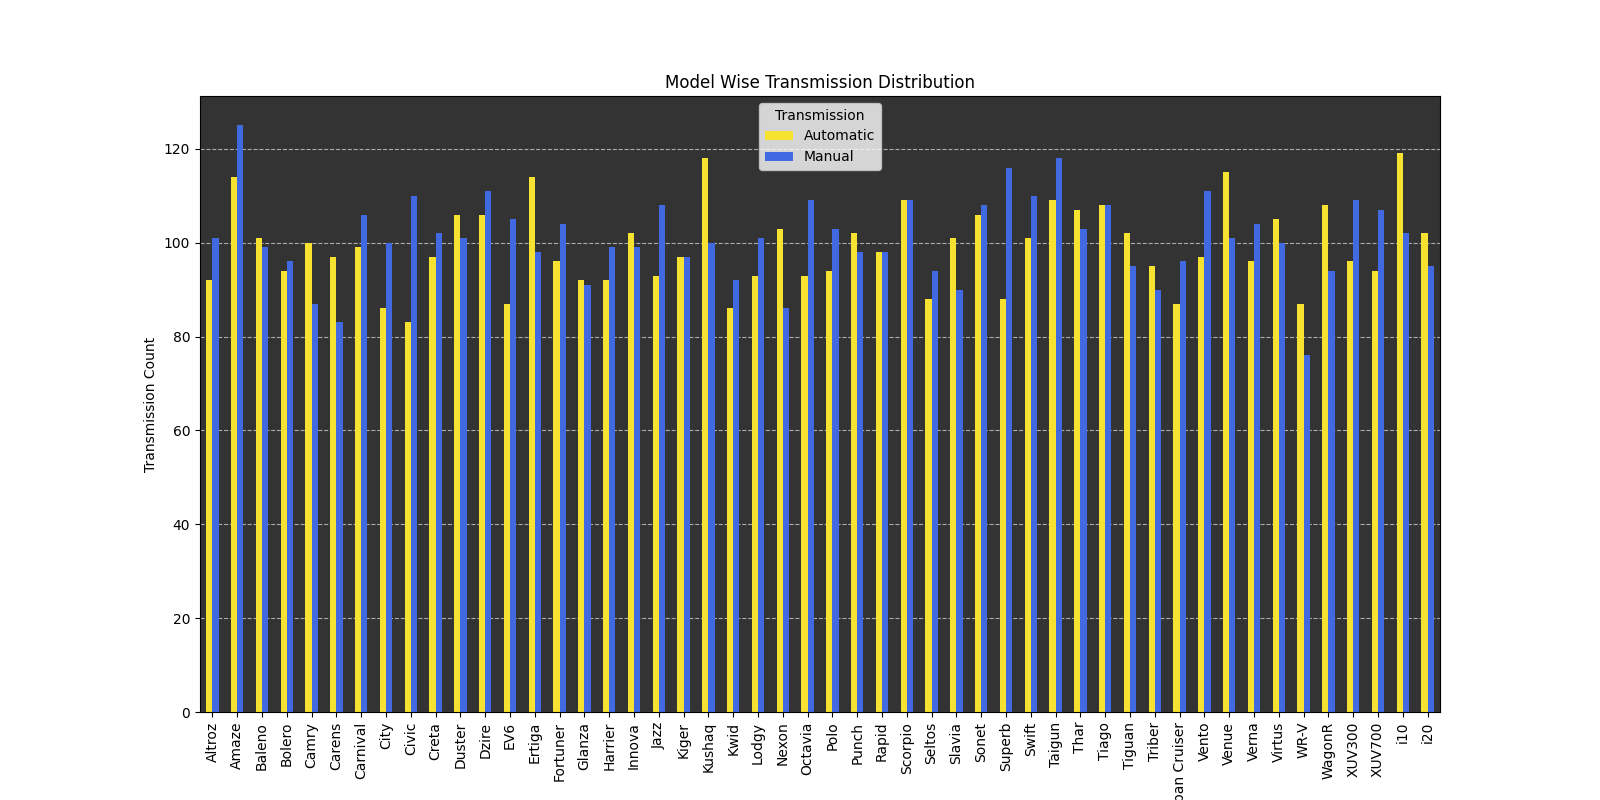 Model Wise Transmission Distribution
Transmission
Automatic
Manual
Transmission Count
120
100
80
60
40
20
0
Altroz
Amaze
Baleno
Bolero
Camry
Carens
Carnival
City
Civic
Creta
Duster
Dzire
EV6
Ertiga
Fortuner
Glanza
Harrier
Innova
Jazz
Kiger
Kushaq
Kwid
Lodgy
Nexon
Octavia
Polo
Punch
Rapid
Scorpio
Seltos
Slavia
Sonet
Superb
Swift
Taigun
Thar
Tiago
Tiguan
Triber
Cruiser
Vento
Venue
Verna
Virtus
WR-V
WagonR
XUV300
XUV700
i10
i20